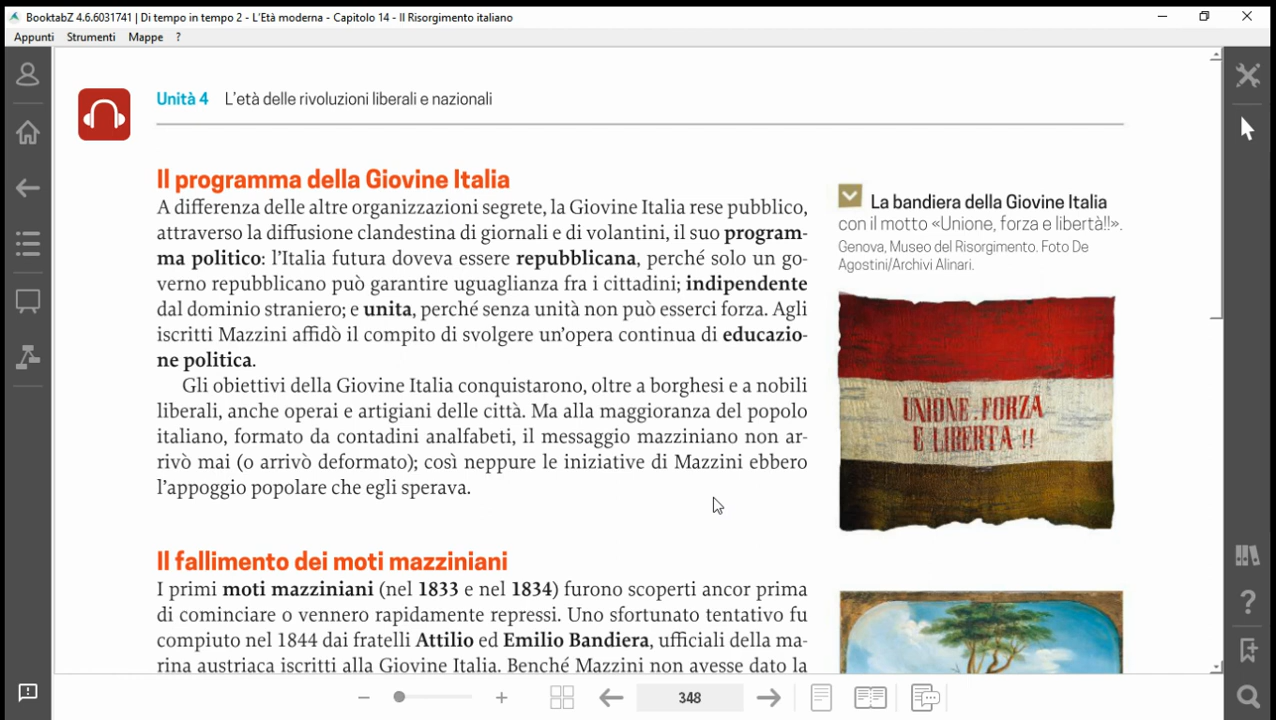 BooktabZ 4.6.6031741 | Di tempo in tempo 2 - L'Età moderna - Capitolo 14 - Il Risorgimento italiano
Appunti Strumenti Mappe ?
Unità 4 L'età delle rivoluzioni liberali e nazionali
Il programma della Giovine Italia
A differenza delle altre organizzazioni segrete, la Giovine Italia rese pubblico,
attraverso la diffusione clandestina di giornali e di volantini, il suo program-
ma politico: l'Italia futura doveva essere repubblicana, perché solo un go-
verno repubblicano può garantire uguaglianza fra i cittadini; indipendente
dal dominio straniero; e unita, perché senza unità non può esserci forza. Agli
iscritti Mazzini affidò il compito di svolgere un'opera continua di educazio-
ne politica.
Gli obiettivi della Giovine Italia conquistarono, oltre a borghesi e a nobili
liberali, anche operai e artigiani delle città. Ma alla maggioranza del popolo
italiano, formato da contadini analfabeti, il messaggio mazziniano non ar-
rivò mai (o arrivò deformato); così neppure le iniziative di Mazzini ebbero
l'appoggio popolare che egli sperava.
Il fallimento dei moti mazziniani
I primi moti mazziniani (nel 1833 e nel 1834) furono scoperti ancor prima
di cominciare o vennero rapidamente repressi. Uno sfortunato tentativo fu
compiuto nel 1844 dai fratelli Attilio ed Emilio Bandiera, ufficiali della ma-
rina austriaca iscritti alla Giovine Italia. Benché Mazzini non avesse dato la
La bandiera della Giovine Italia
con il motto «Unione, forza e libertà!!».
Genova, Museo del Risorgimento. Foto De
Agostini/Archivi Alinari.
UNIONE. FORZA
E LIBERTA !!
348